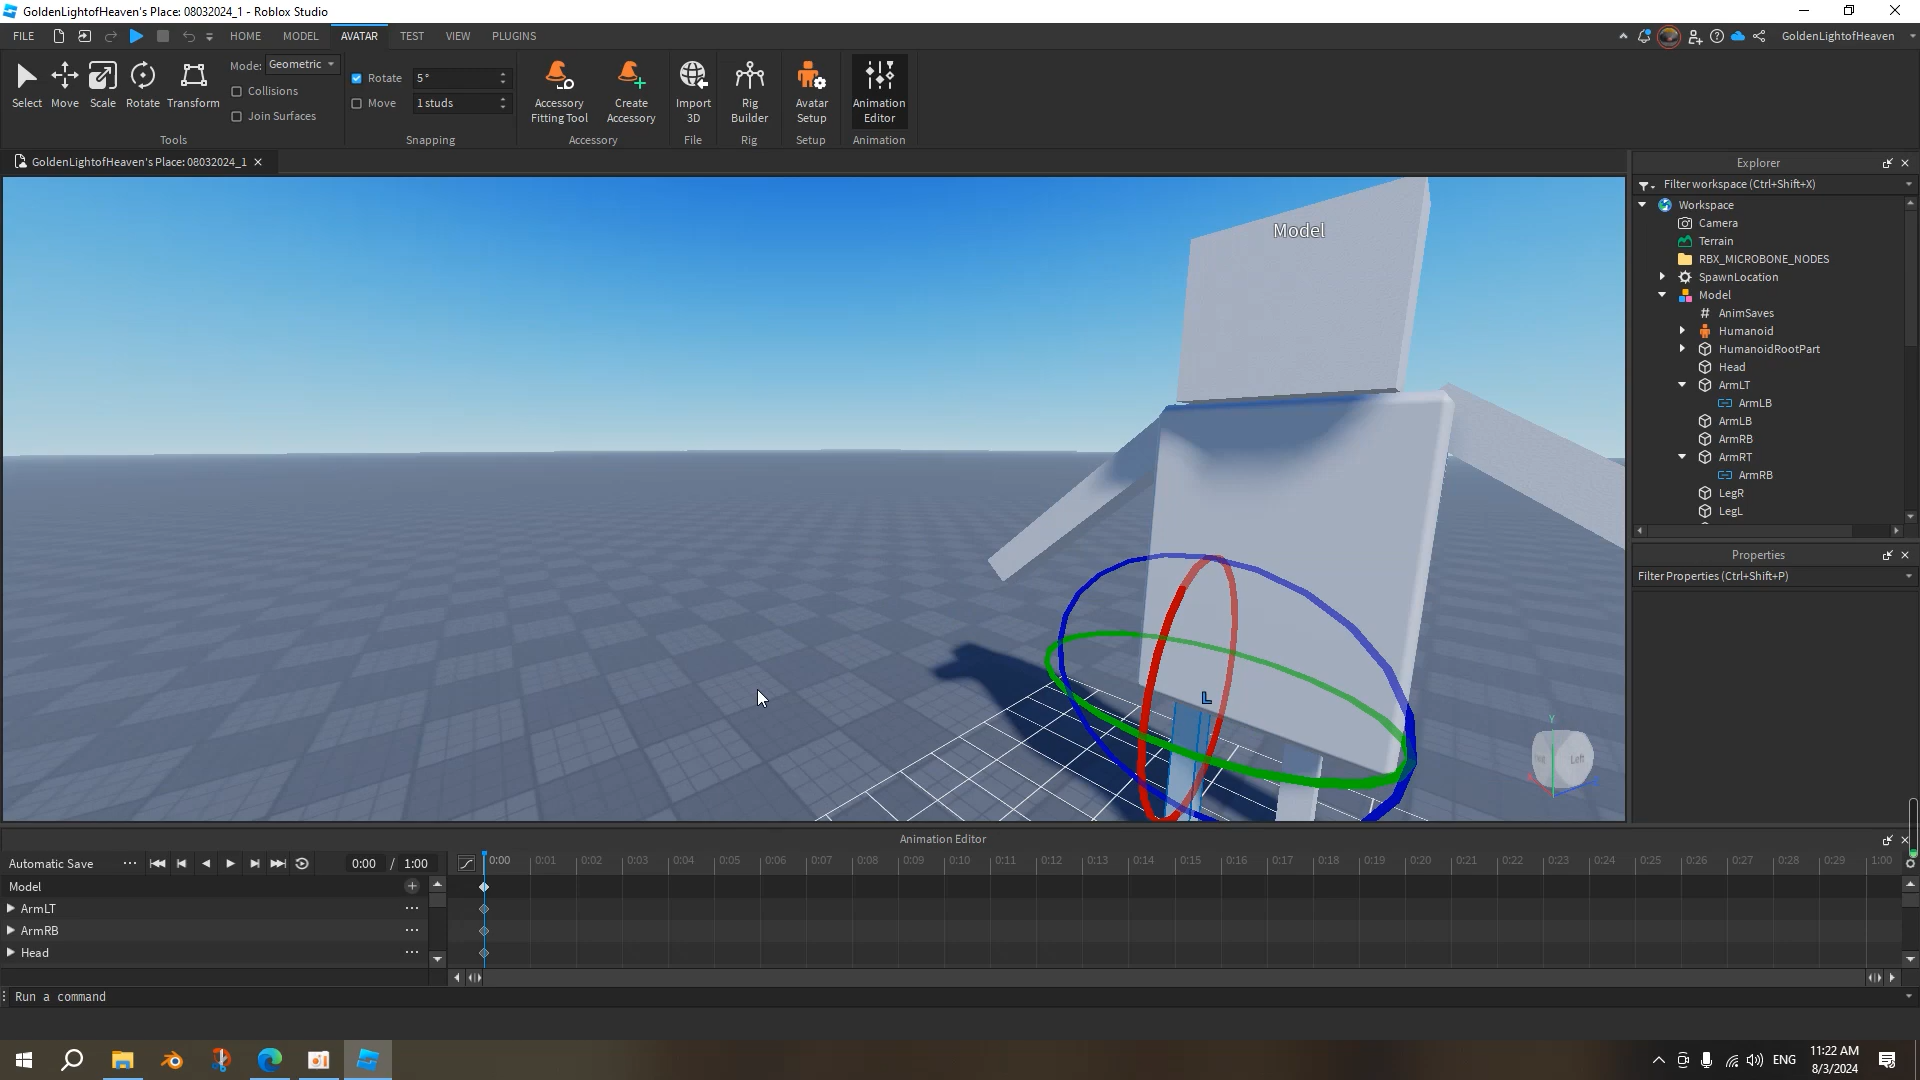 GoldenLightofHeaven's Place: 08032024_1 - Roblox Studio
FILE HOME MODEL AVATAR TEST VIEW PLUGINS GoldenLightofHeaven
Select Move Scale Rotate Transform
Mode: Geometric
Collisions
Join Surfaces
Tools
Rotate 5°
Move 1 studs
Snapping
Accessory Fitting Tool
Create Accessory
Accessory
Import 3D
File
Rig Builder
Rig
Avatar Setup
Setup
Animation Editor
Animation
GoldenLightofHeaven's Place: 08032024_1
Model
L
Y
Left
Explorer
Filter workspace (Ctrl+Shift+X)
Workspace
Camera
Terrain
RBX_MICROBONE_NODES
SpawnLocation
Model
AnimSaves
Humanoid
HumanoidRootPart
Head
ArmLT
ArmLB
ArmLB
ArmRB
ArmRT
ArmRB
LegR
LegL
Properties
Filter Properties (Ctrl+Shift+P)
Animation Editor
Automatic Save ··· 0:00 / 1:00
0:00 0:01 0:02 0:03 0:04 0:05 0:06 0:07 0:08 0:09 0:10 0:11 0:12 0:13 0:14 0:15 0:16 0:17 0:18 0:19 0:20 0:21 0:22 0:23 0:24 0:25 0:26 0:27 0:28 0:29 1:00
Model
ArmLT
ArmRB
Head
Run a command
ENG
11:22 AM
8/3/2024